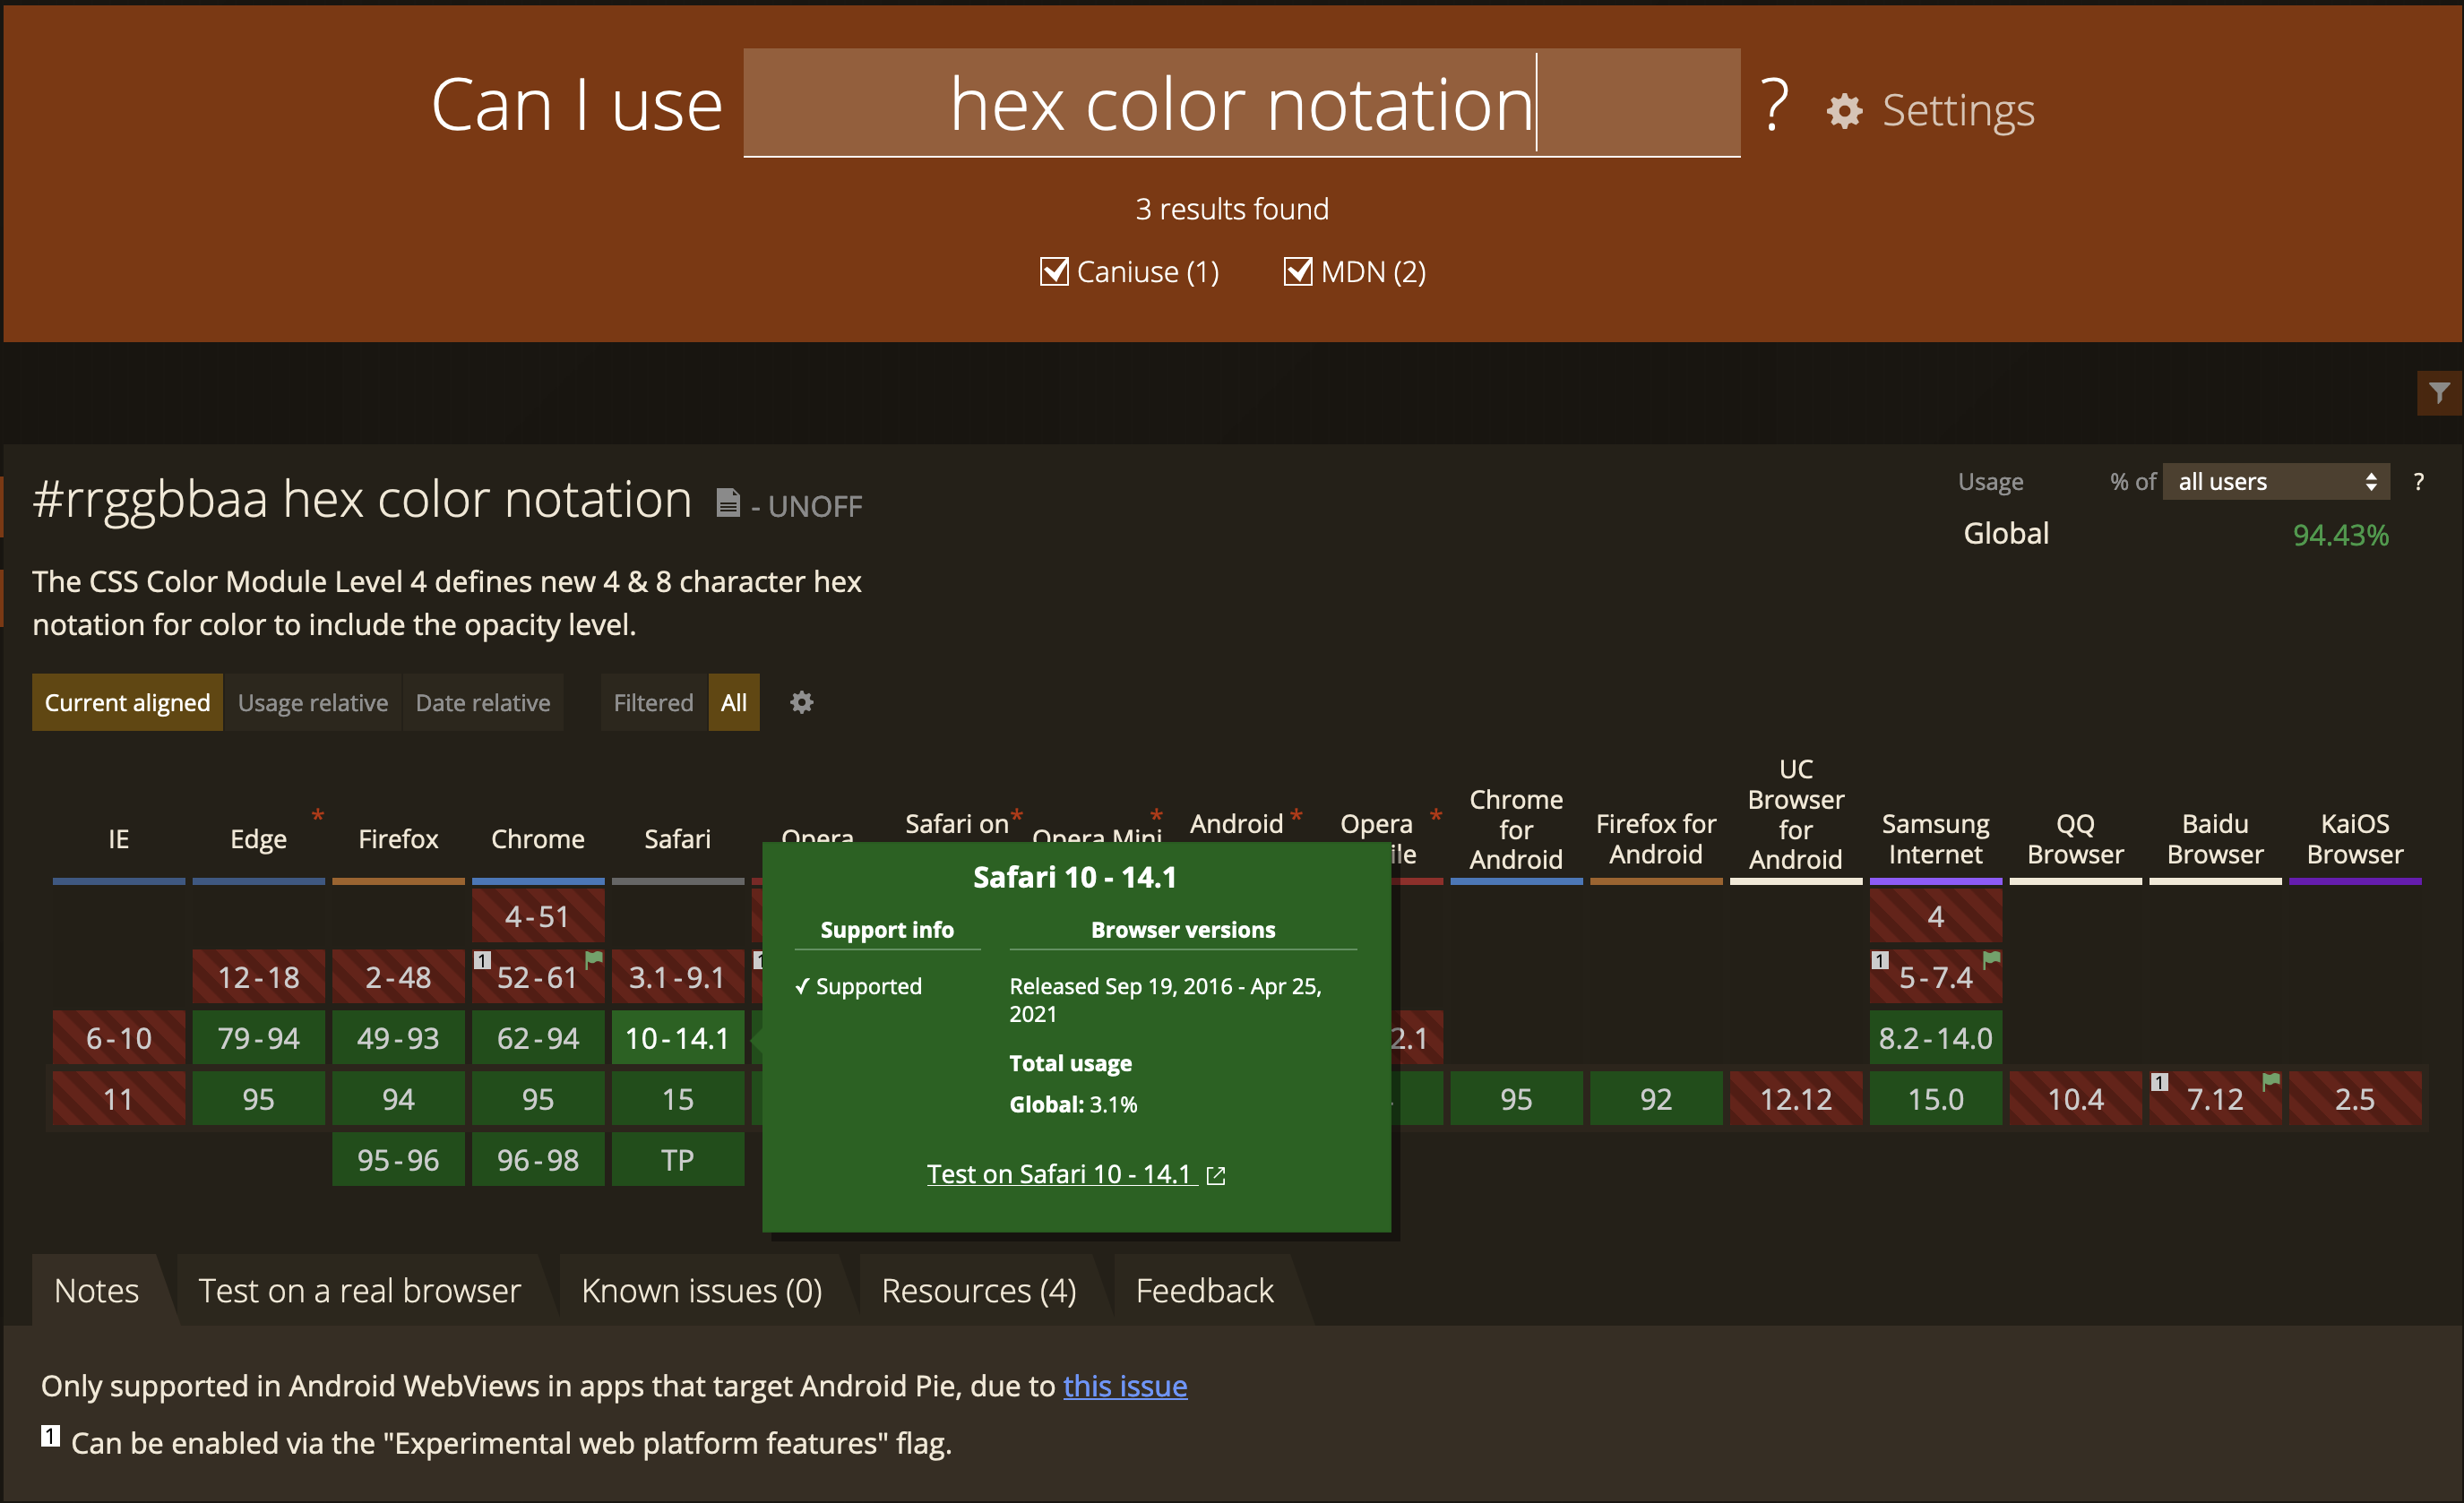 Can I use hex color notation ? Settings
3 results found
Caniuse (1) MDN (2)
#rrggbbaa hex color notation - UNOFF
Usage % of all users ?
Global 94.43%
The CSS Color Module Level 4 defines new 4 & 8 character hex
notation for color to include the opacity level.
Current aligned Usage relative Date relative Filtered All
IE
Edge *
Firefox
Chrome
Safari
Opera
Safari on *
Opera Mini *
Android *
Opera *
Chrome
for
Android
Firefox for
Android
UC
Browser
for
Android
Samsung
Internet
QQ
Browser
Baidu
Browser
KaiOS
Browser
4-51 4
12-18 2-48 1 52-61 3.1-9.1 1 5-7.4
6-10 79-94 49-93 62-94 10-14.1 2.1 8.2-14.0
11 95 94 95 15 95 92 12.12 15.0 10.4 1 7.12 2.5
95-96 96-98 TP
Safari 10 - 14.1
Support info
✓ Supported
Browser versions
Released Sep 19, 2016 - Apr 25,
2021
Total usage
Global: 3.1%
Test on Safari 10 - 14.1
Notes Test on a real browser Known issues (0) Resources (4) Feedback
Only supported in Android WebViews in apps that target Android Pie, due to this issue
1 Can be enabled via the "Experimental web platform features" flag.